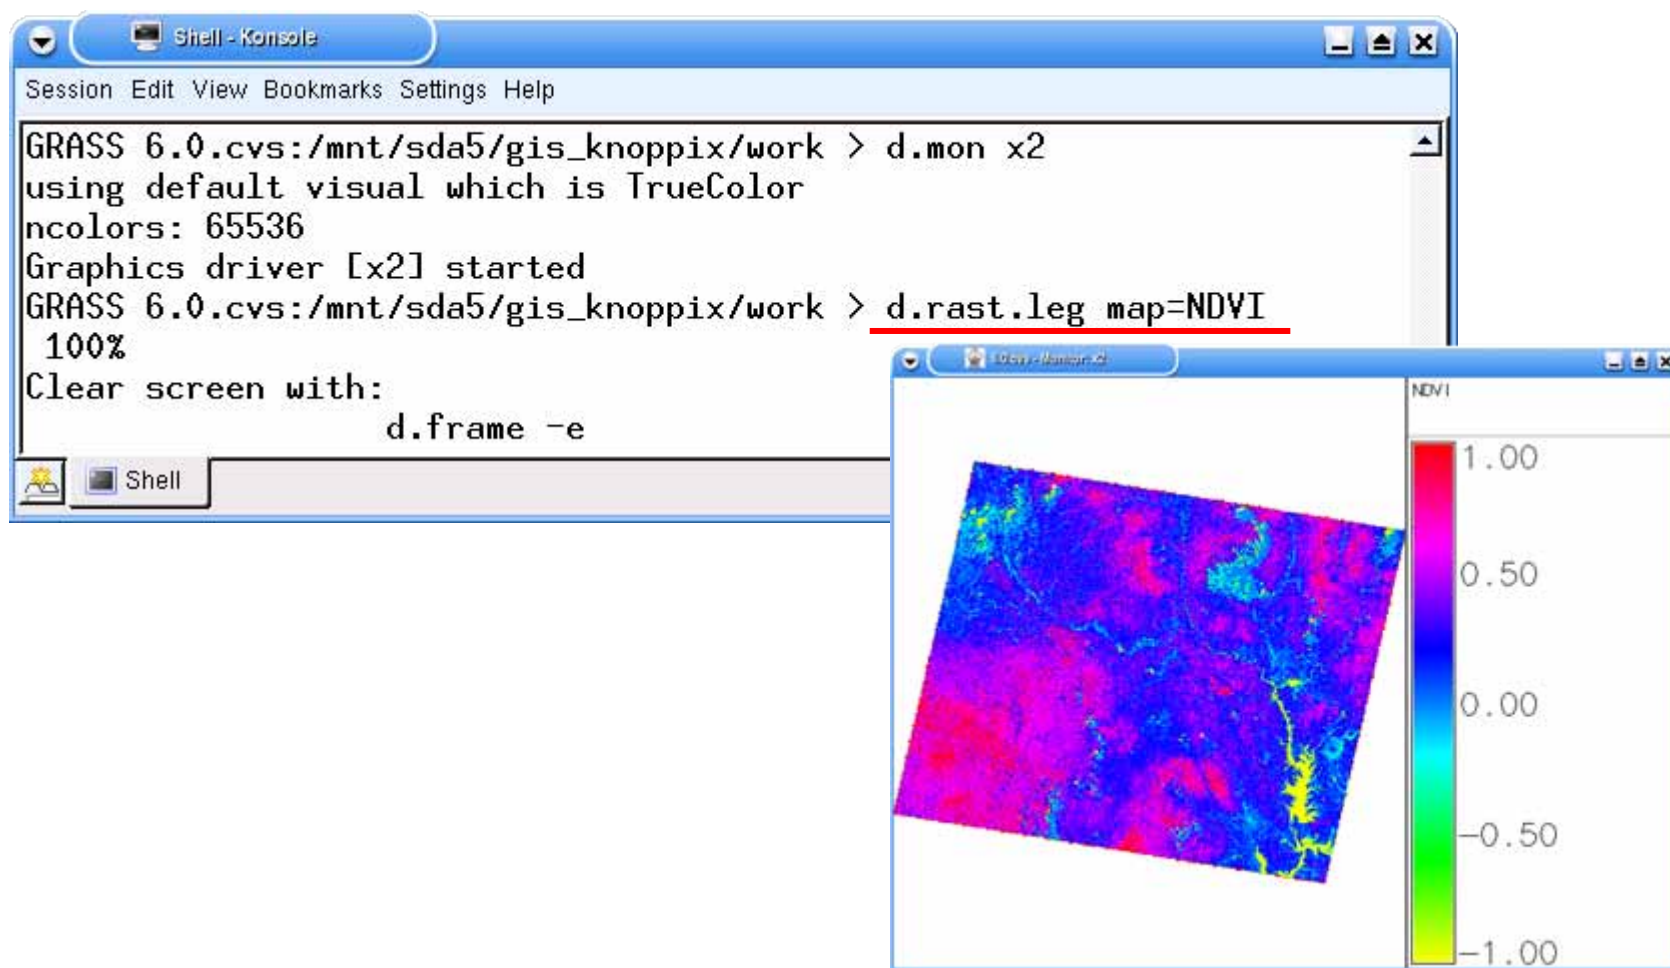 Shell - Konsole
Session Edit View Bookmarks Settings Help
GRASS 6.0.cvs:/mnt/sda5/gis_knoppix/work > d.mon x2
using default visual which is TrueColor
ncolors: 65536
Graphics driver [x2] started
GRASS 6.0.cvs:/mnt/sda5/gis_knoppix/work > d.rast.leg map=NDVI
100%
Clear screen with:
d.frame -e
Shell
Monitor: x2
NDVI
1.00
0.50
0.00
-0.50
-1.00